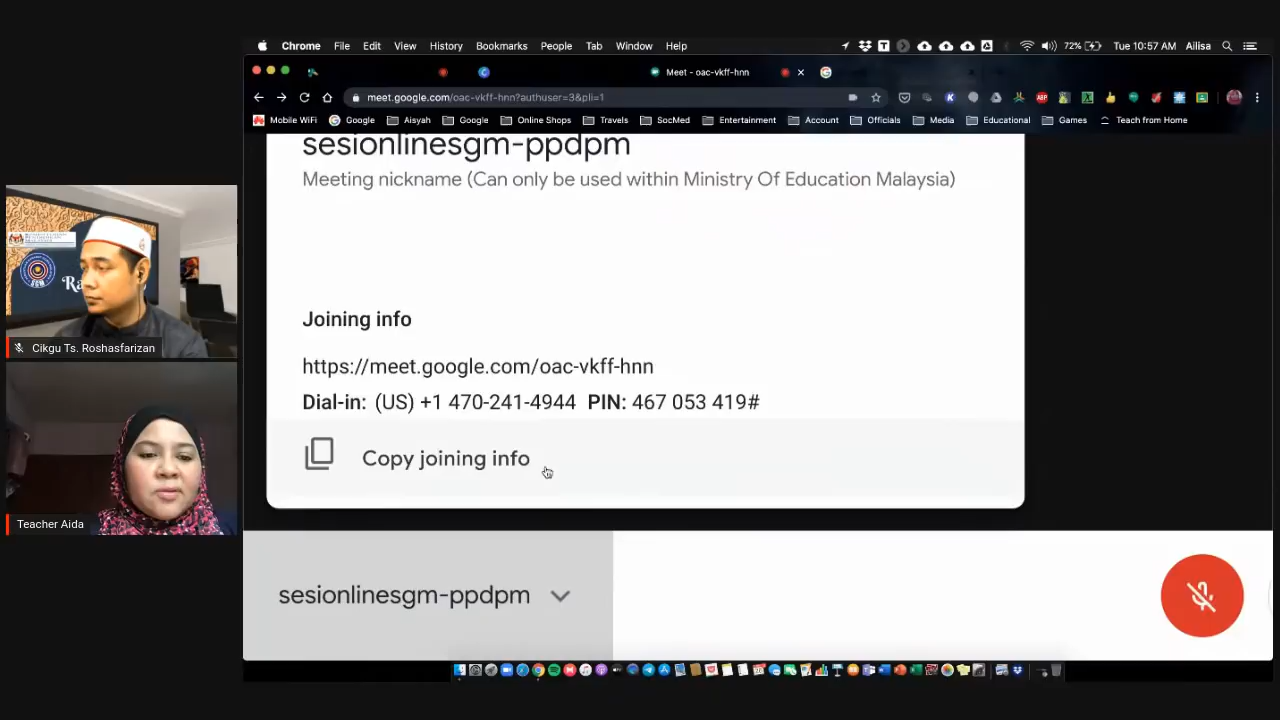 Chrome File Edit View History Bookmarks People Tab Window Help 72% Tue 10:57 AM Ailisa
Meet - oac-vkff-hnn
meet.google.com/oac-vkff-hnn?authuser=3&pli=1
Mobile WiFi Google Aisyah Google Online Shops Travels SocMed Entertainment Account Officials Media Educational Games Teach from Home
sesionlinesgm-ppdpm
Meeting nickname (Can only be used within Ministry Of Education Malaysia)
Joining info
https://meet.google.com/oac-vkff-hnn
Dial-in: (US) +1 470-241-4944 PIN: 467 053 419#
Copy joining info
sesionlinesgm-ppdpm
SGM
Cikgu Ts. Roshasfarizan
Teacher Aida